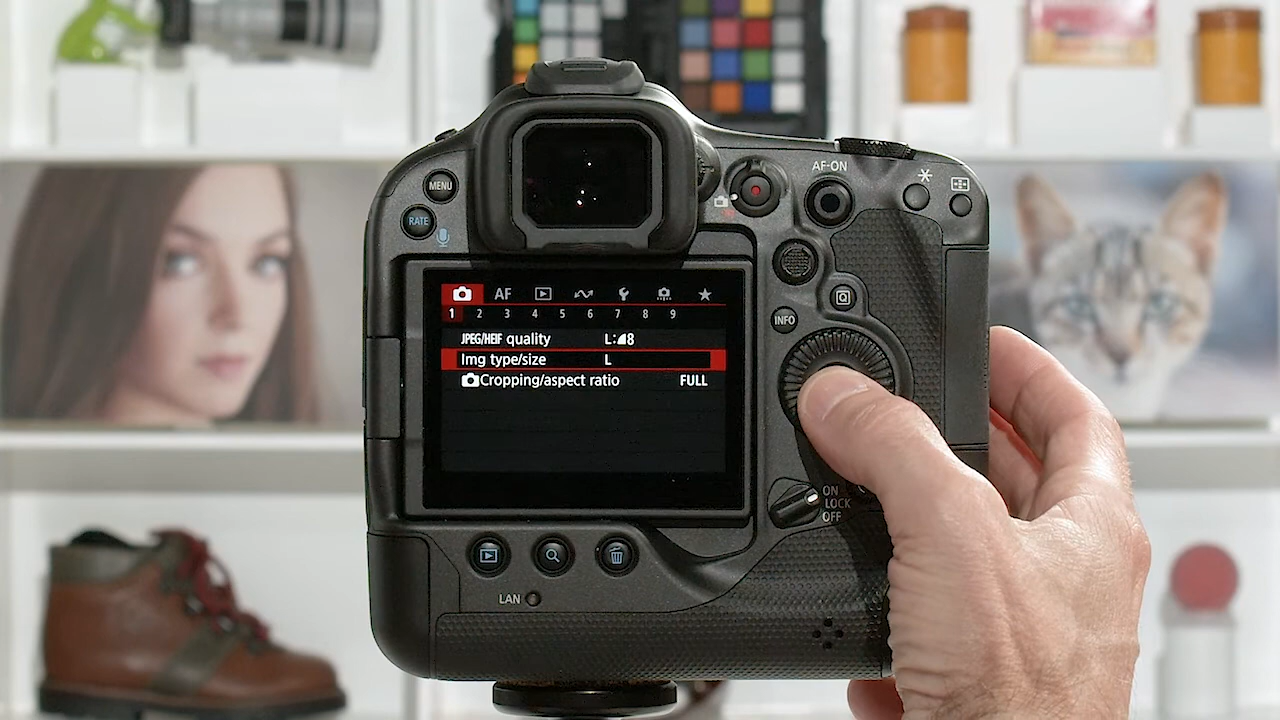 MENU
RATE
AF-ON
INFO
AF
1 2 3 4 5 6 7 8 9
JPEG/HEIF quality L:8
Img type/size L
Cropping/aspect ratio FULL
ON
LOCK
OFF
LAN